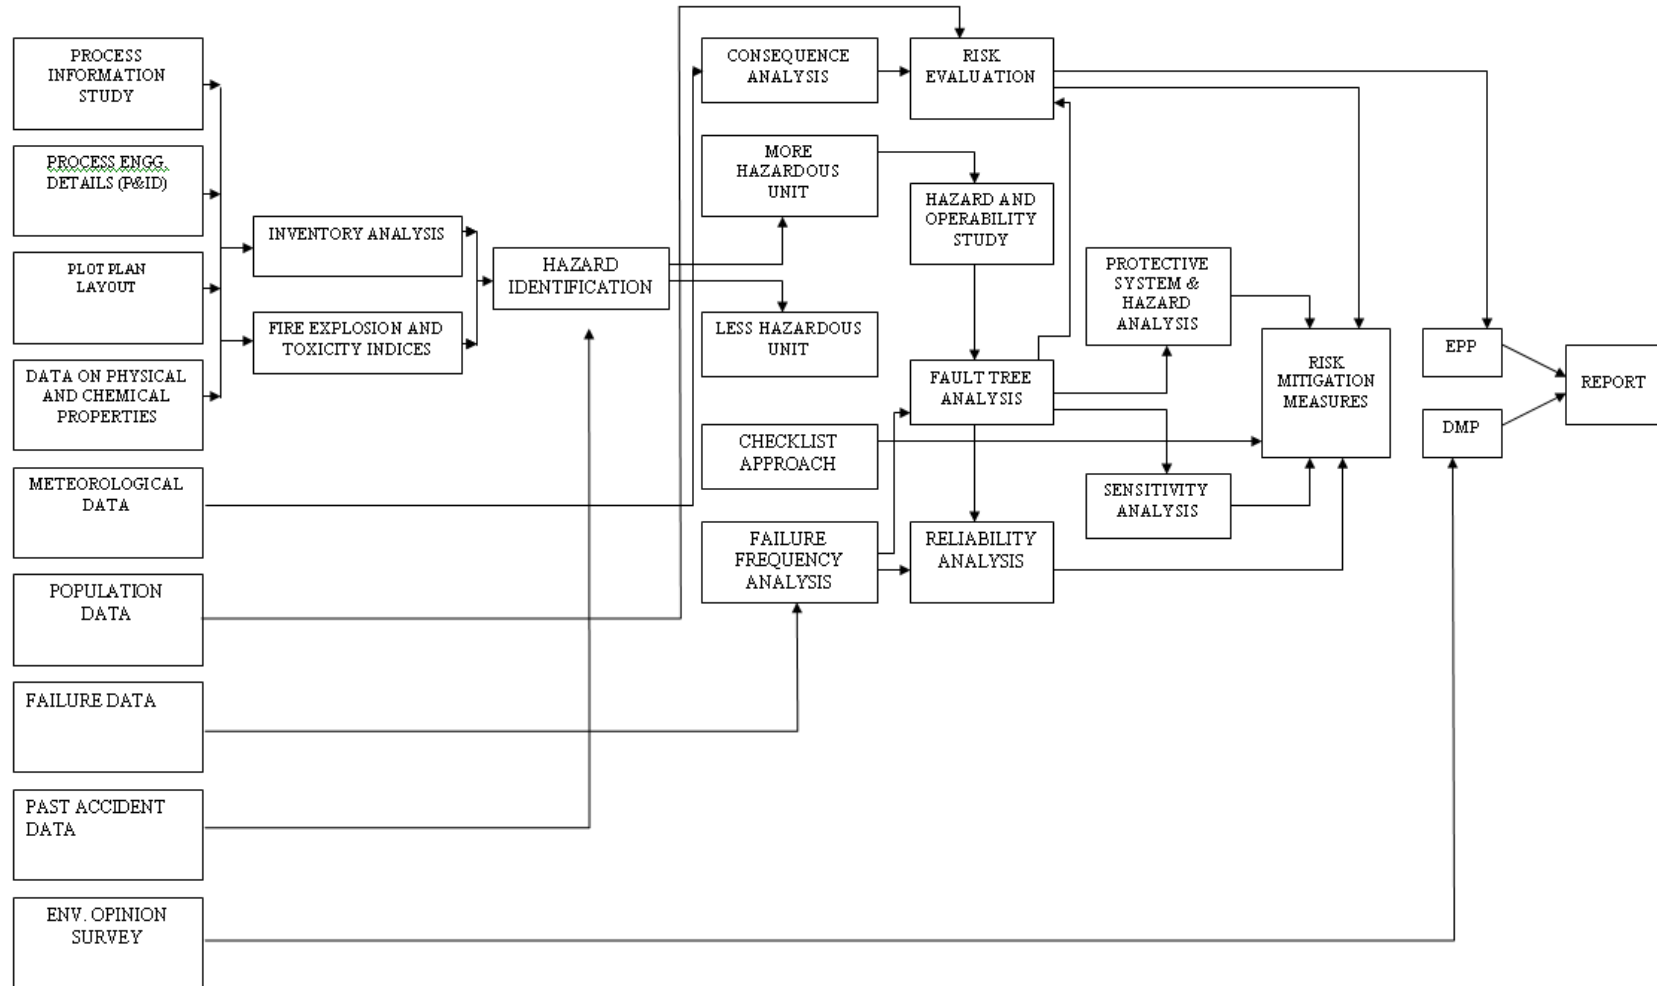 PROCESS
INFORMATION
STUDY
PROCESS ENGG.
DETAILS (P&ID)
PLOT PLAN
LAYOUT
DATA ON PHYSICAL
AND CHEMICAL
PROPERTIES
METEOROLOGICAL
DATA
POPULATION
DATA
FAILURE DATA
PAST ACCIDENT
DATA
ENV. OPINION
SURVEY
INVENTORY ANALYSIS
FIRE EXPLOSION AND
TOXICITY INDICES
HAZARD
IDENTIFICATION
CONSEQUENCE
ANALYSIS
MORE
HAZARDOUS
UNIT
LESS HAZARDOUS
UNIT
CHECKLIST
APPROACH
FAILURE
FREQUENCY
ANALYSIS
RISK
EVALUATION
HAZARD AND
OPERABILITY
STUDY
FAULT TREE
ANALYSIS
RELIABILITY
ANALYSIS
PROTECTIVE
SYSTEM &
HAZARD
ANALYSIS
SENSITIVITY
ANALYSIS
RISK
MITIGATION
MEASURES
EPP
DMP
REPORT